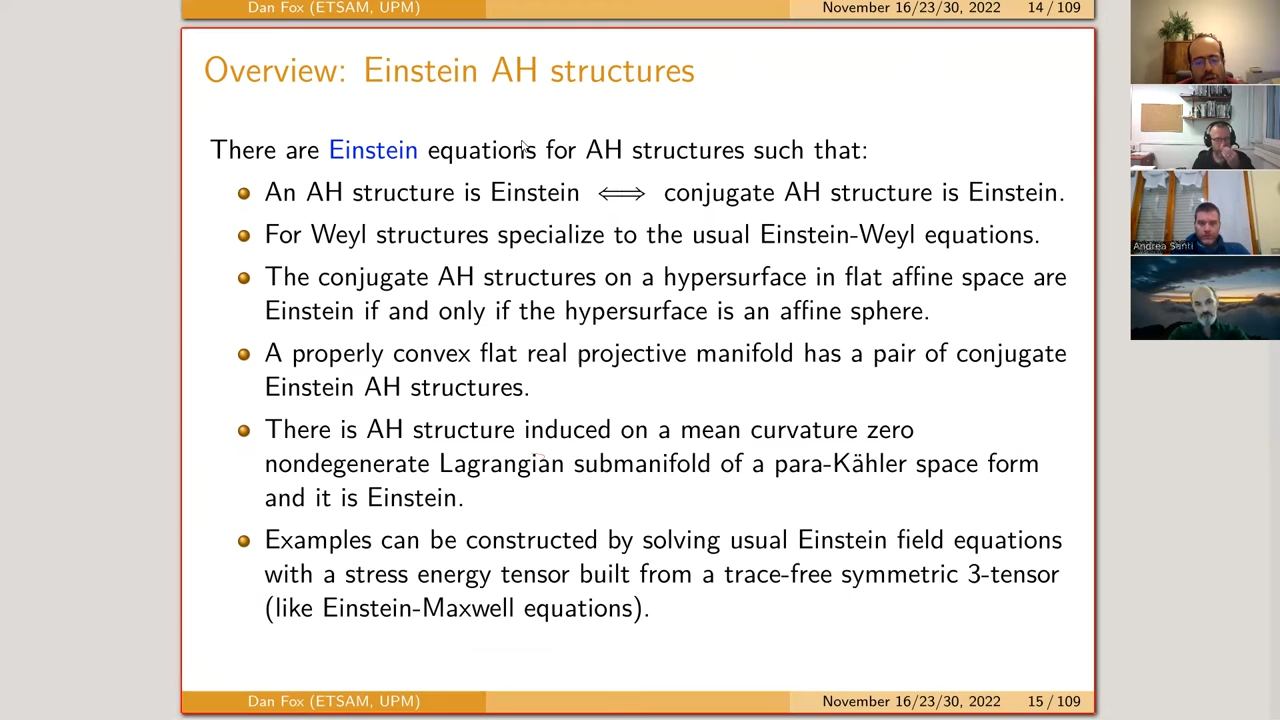 Dan Fox (ETSAM, UPM) November 16/23/30, 2022 14 / 109
Overview: Einstein AH structures
There are Einstein equations for AH structures such that:
An AH structure is Einstein ⟺ conjugate AH structure is Einstein.
For Weyl structures specialize to the usual Einstein-Weyl equations.
The conjugate AH structures on a hypersurface in flat affine space are
Einstein if and only if the hypersurface is an affine sphere.
A properly convex flat real projective manifold has a pair of conjugate
Einstein AH structures.
There is AH structure induced on a mean curvature zero
nondegenerate Lagrangian submanifold of a para-Kähler space form
and it is Einstein.
Examples can be constructed by solving usual Einstein field equations
with a stress energy tensor built from a trace-free symmetric 3-tensor
(like Einstein-Maxwell equations).
Dan Fox (ETSAM, UPM) November 16/23/30, 2022 15 / 109
Andrea Santi